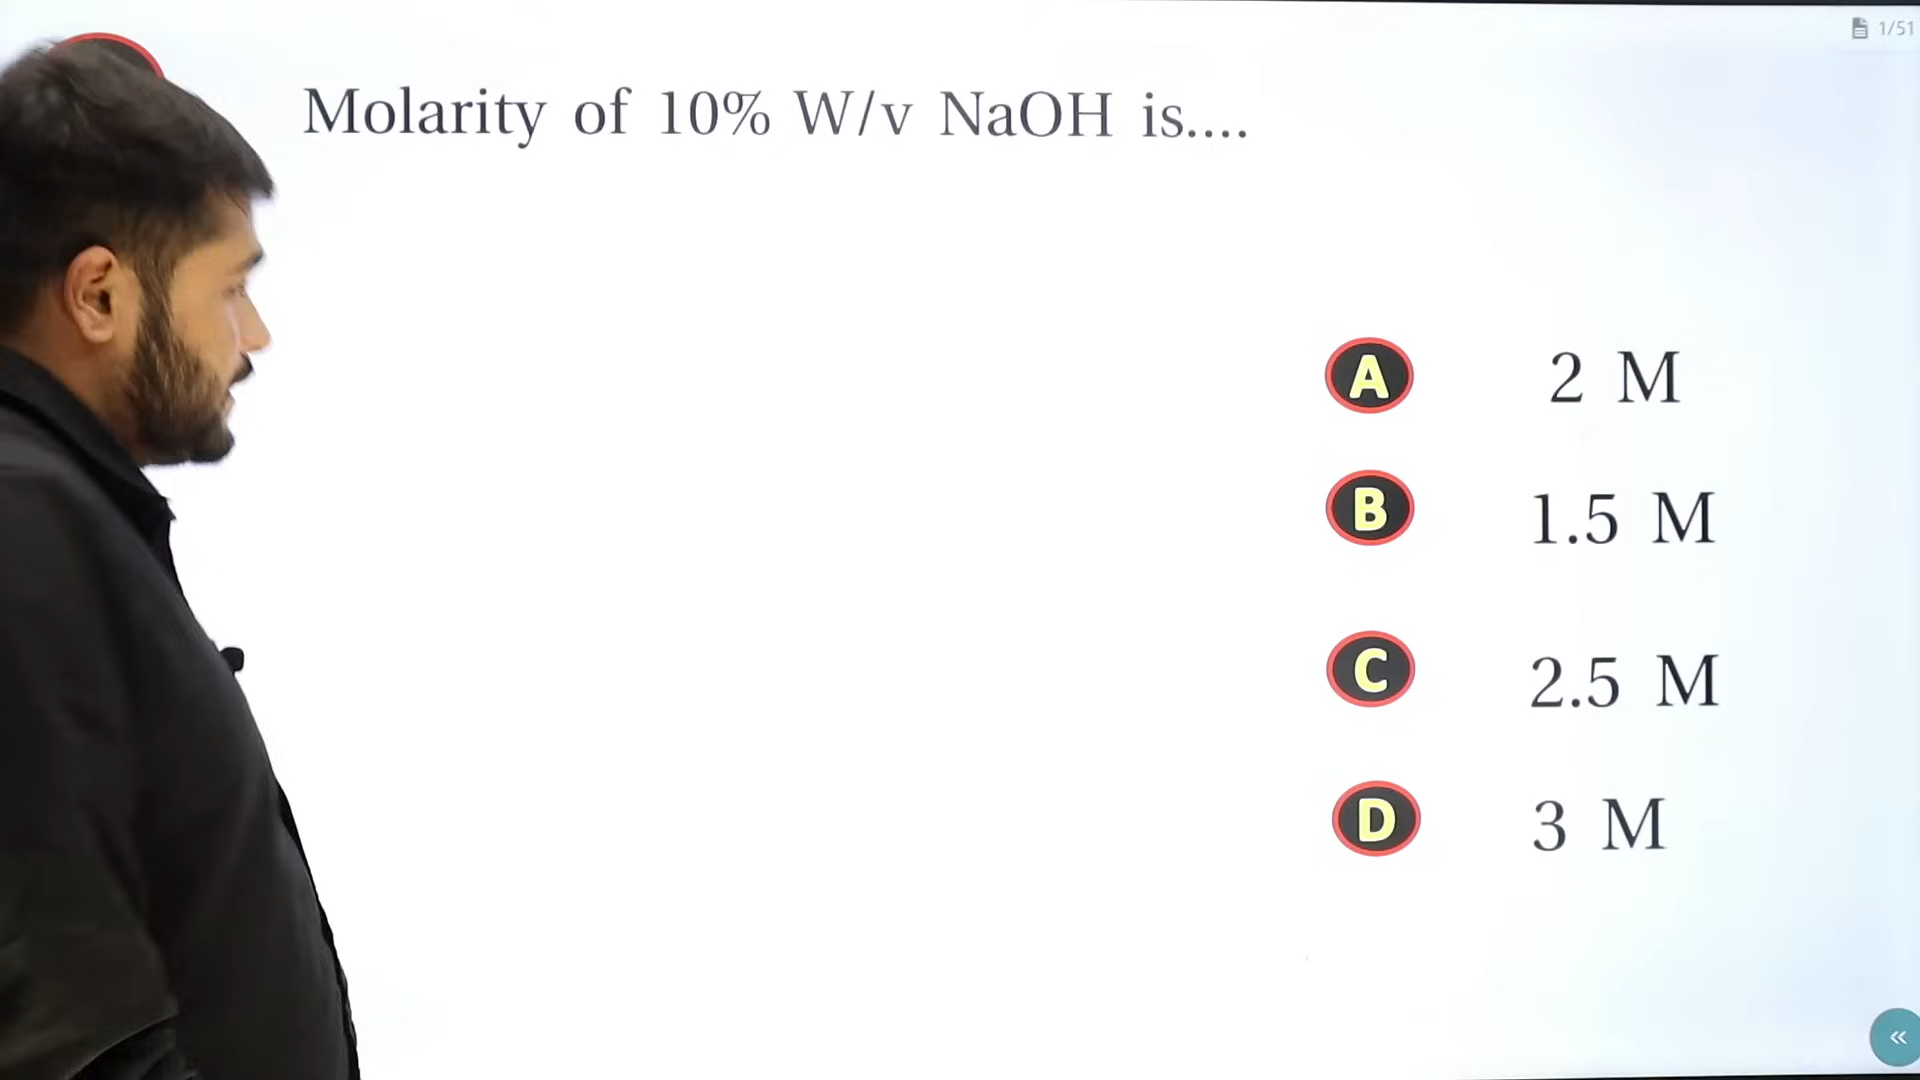 1/51
Molarity of 10% W/v NaOH is....
A 2 M
B 1.5 M
C 2.5 M
D 3 M